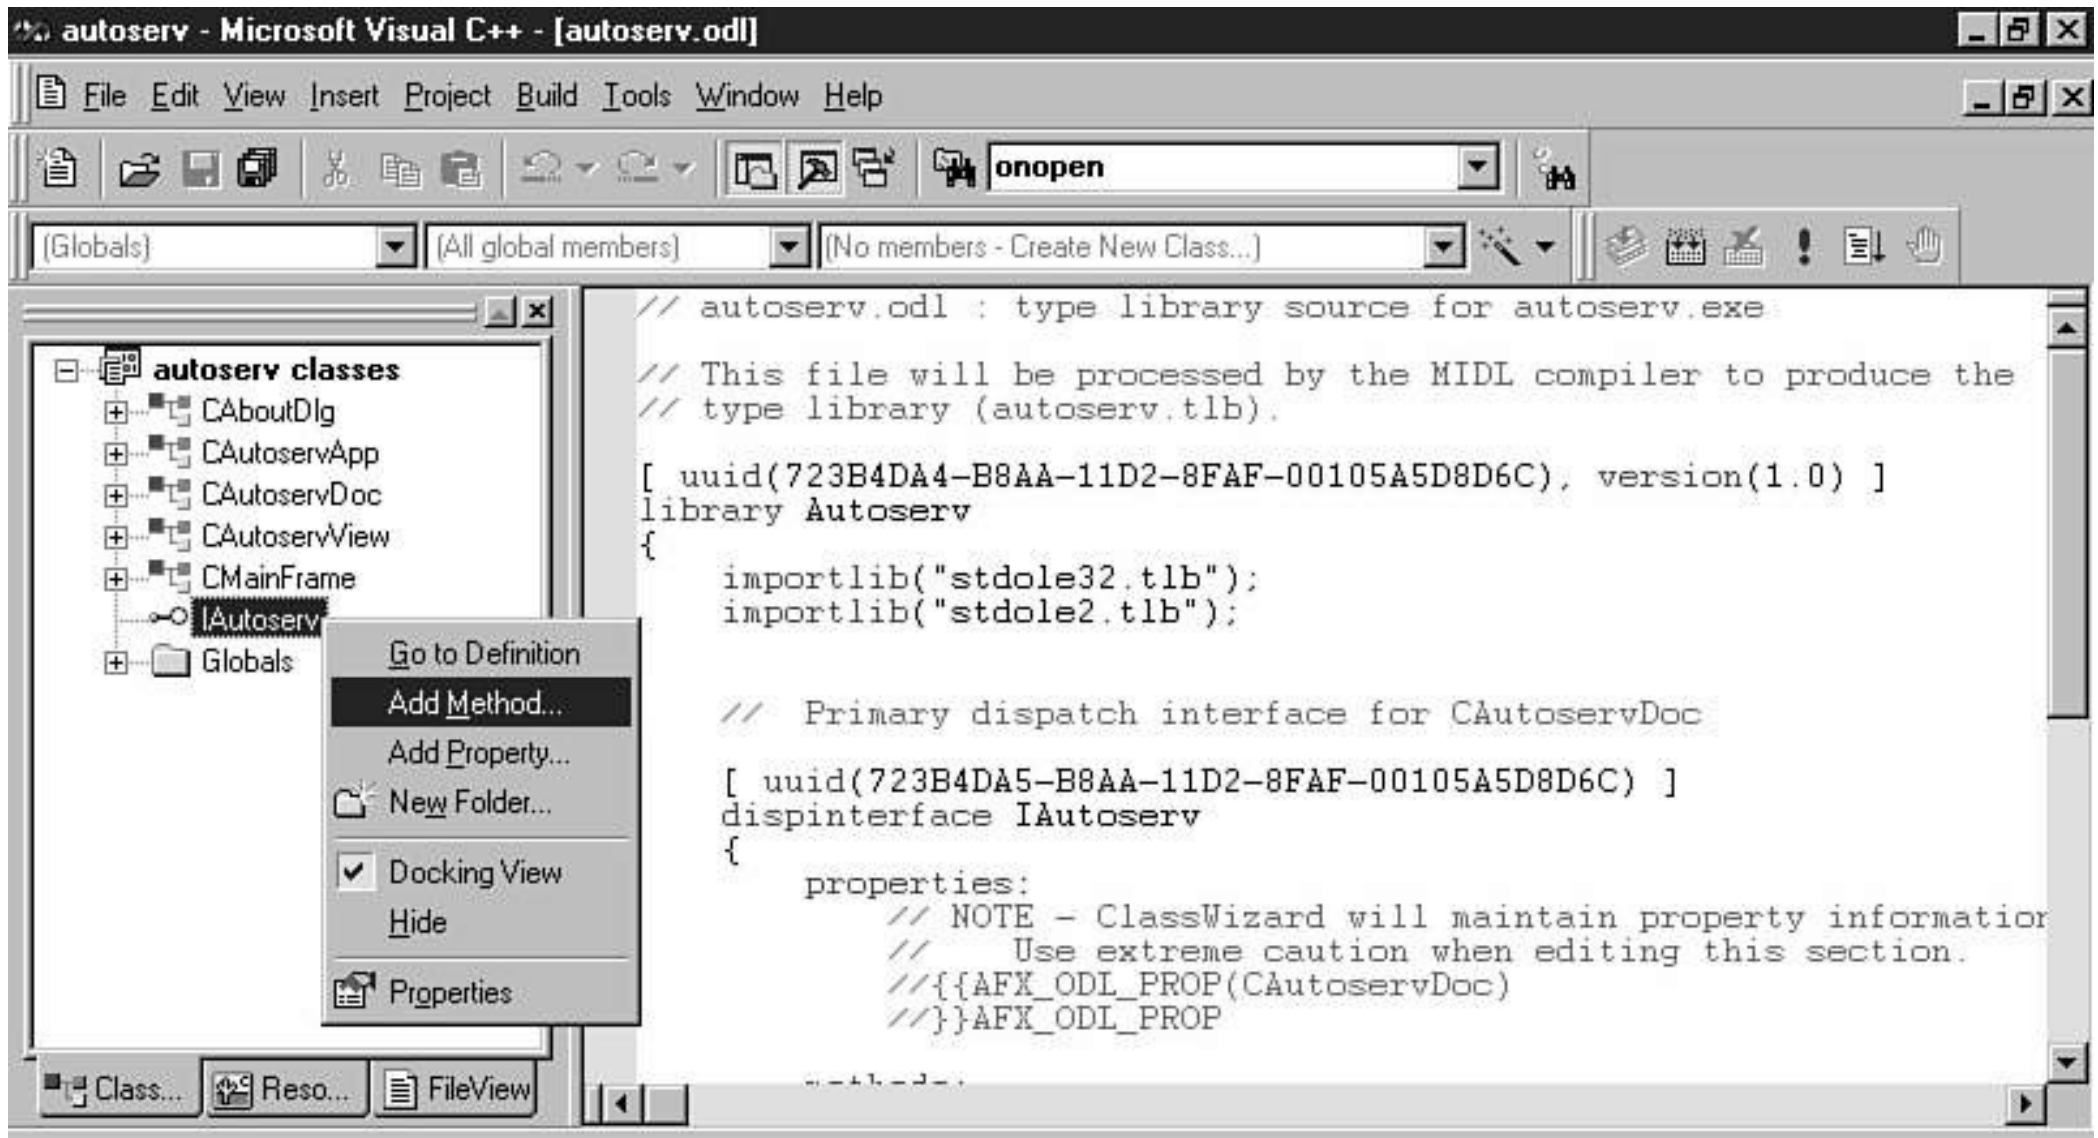 autoserv - Microsoft Visual C++ - [autoserv.odl]
File Edit View Insert Project Build Tools Window Help
onopen
(Globals) (All global members) (No members - Create New Class...)
autoserv classes
CAboutDlg
CAutoservApp
CAutoservDoc
CAutoservView
CMainFrame
IAutoserv
Globals
Go to Definition
Add Method...
Add Property...
New Folder...
Docking View
Hide
Properties
Class... Reso... FileView
// autoserv.odl : type library source for autoserv.exe
// This file will be processed by the MIDL compiler to produce the
// type library (autoserv.tlb).
[ uuid(723B4DA4-B8AA-11D2-8FAF-00105A5D8D6C), version(1.0) ]
library Autoserv
{
importlib("stdole32.tlb");
importlib("stdole2.tlb");
// Primary dispatch interface for CAutoservDoc
[ uuid(723B4DA5-B8AA-11D2-8FAF-00105A5D8D6C) ]
dispinterface IAutoserv
{
properties:
// NOTE - ClassWizard will maintain property information
// Use extreme caution when editing this section.
//{{AFX_ODL_PROP(CAutoservDoc)
//}}AFX_ODL_PROP